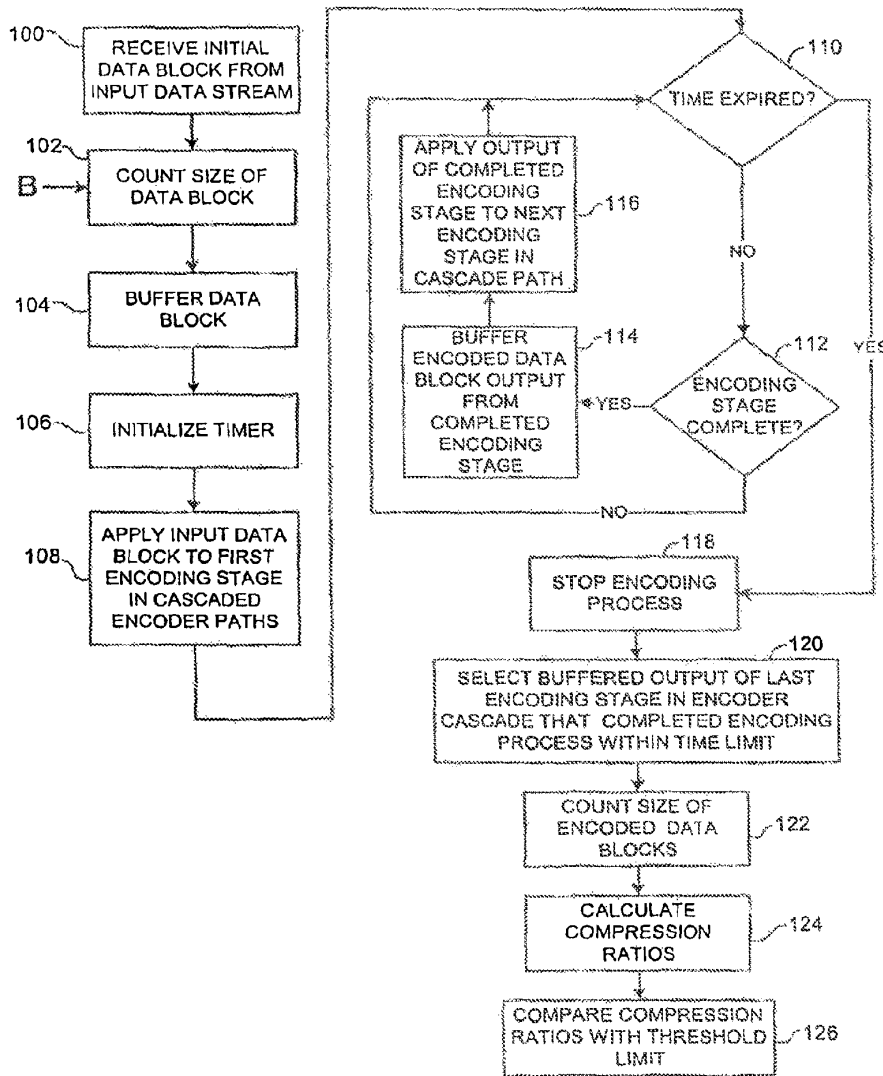 100
RECEIVE INITIAL
DATA BLOCK FROM
INPUT DATA STREAM
102
B
COUNT SIZE OF
DATA BLOCK
104
BUFFER DATA
BLOCK
106
INITIALIZE TIMER
108
APPLY INPUT DATA
BLOCK TO FIRST
ENCODING STAGE
IN CASCADED
ENCODER PATHS
110
TIME EXPIRED?
NO
YES
112
ENCODING
STAGE
COMPLETE?
YES
NO
114
BUFFER
ENCODED DATA
BLOCK OUTPUT
FROM
COMPLETED
ENCODING
STAGE
116
APPLY OUTPUT
OF COMPLETED
ENCODING
STAGE TO NEXT
ENCODING
STAGE IN
CASCADE PATH
118
STOP ENCODING
PROCESS
120
SELECT BUFFERED OUTPUT OF LAST
ENCODING STAGE IN ENCODER
CASCADE THAT COMPLETED ENCODING
PROCESS WITHIN TIME LIMIT
COUNT SIZE OF
ENCODED DATA
BLOCKS
122
CALCULATE
COMPRESSION
RATIOS
124
COMPARE COMPRESSION
RATIOS WITH THRESHOLD
LIMIT
126